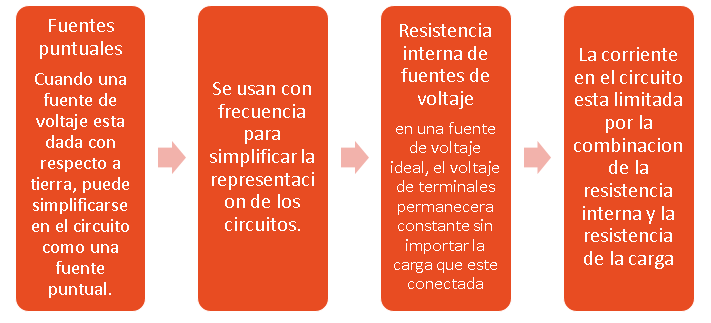 Fuentes
puntuales
Cuando una
fuente de
voltaje esta
dada con
respecto a
tierra, puede
simplificarse
en el circuito
como una
fuente
puntual.
Se usan con
frecuencia
para
simplificar la
representaci
on de los
circuitos.
Resistencia
interna de
fuentes de
voltaje
en una fuente
de voltaje
ideal, el voltaje
de terminales
permanecera
constante sin
importar la
carga que este
conectada
La corriente
en el circuito
esta limitada
por la
combinacion
de la
resistencia
interna y la
resistencia
de la carga